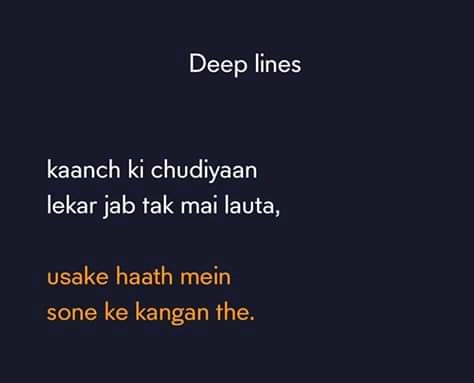 Deep lines
kaanch ki chudiyaan
lekar jab tak mai lauta,
usake haath mein
sone ke kangan the.